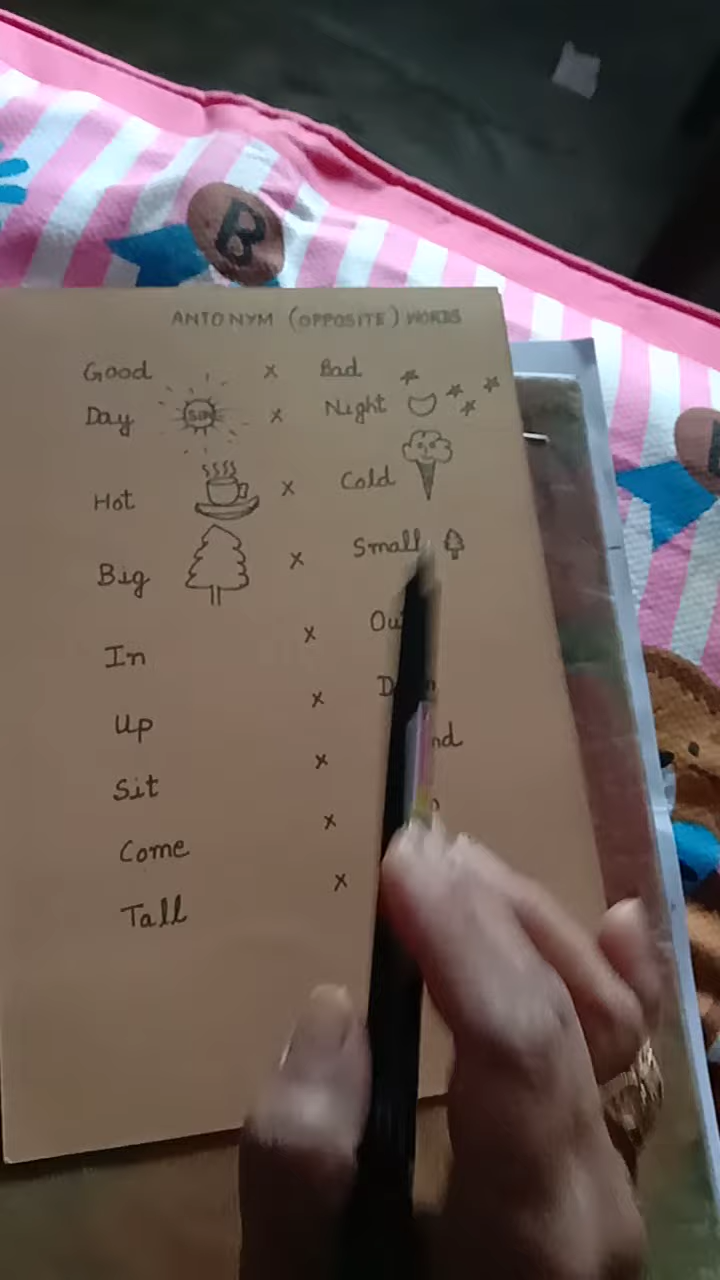 B
ANTONYM (OPPOSITE) WORDS
Good x Bad
Day SUN x Night
Hot x Cold
Big x Small
In x
Up x
Sit x
Come x
Tall x